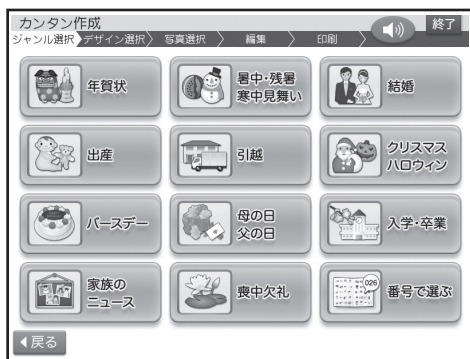 カンタン作成
終了
ジャンル選択 デザイン選択 写真選択 編集 印刷
年賀状
暑中・残暑
寒中見舞い
結婚
出産
引越
クリスマス
ハロウィン
バースデー
母の日
父の日
入学・卒業
家族の
ニュース
喪中欠礼
026
番号で選ぶ
戻る